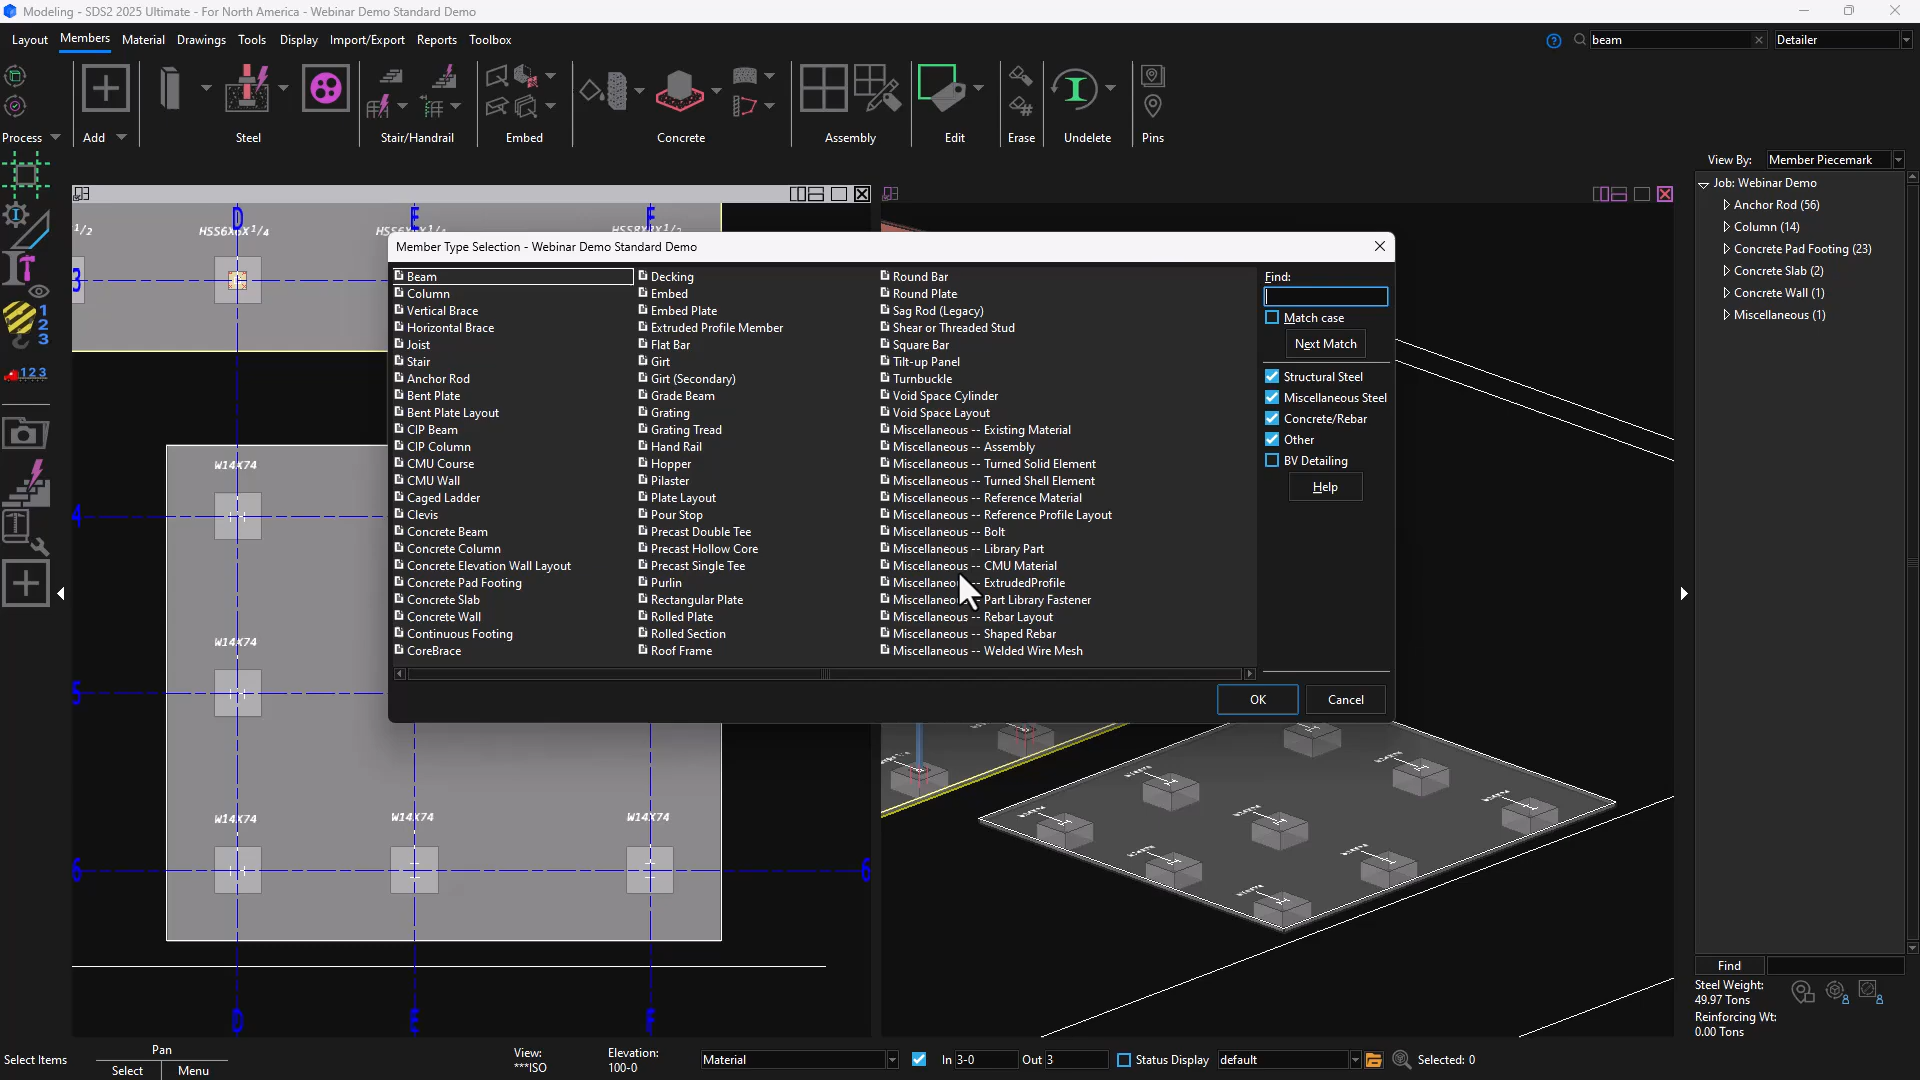 Modeling - SDS2 2025 Ultimate - For North America - Webinar Demo Standard Demo
Layout Members Material Drawings Tools Display Import/Export Reports Toolbox
beam
Detailer
Process Add Steel Stair/Handrail Embed Concrete Assembly Edit Erase Undelete Pins
View By: Member Piecemark
Job: Webinar Demo
Anchor Rod (56)
Column (14)
Concrete Pad Footing (23)
Concrete Slab (2)
Concrete Wall (1)
Miscellaneous (1)
D E F
HSS6X6X1/4
3
Member Type Selection - Webinar Demo Standard Demo
Beam
Column
Vertical Brace
Horizontal Brace
Joist
Stair
Anchor Rod
Bent Plate
Bent Plate Layout
CIP Beam
CIP Column
CMU Course
CMU Wall
Caged Ladder
Clevis
Concrete Beam
Concrete Column
Concrete Elevation Wall Layout
Concrete Pad Footing
Concrete Slab
Concrete Wall
Continuous Footing
CoreBrace
Decking
Embed
Embed Plate
Extruded Profile Member
Flat Bar
Girt
Girt (Secondary)
Grade Beam
Grating
Grating Tread
Hand Rail
Hopper
Pilaster
Plate Layout
Pour Stop
Precast Double Tee
Precast Hollow Core
Precast Single Tee
Purlin
Rectangular Plate
Rolled Plate
Rolled Section
Roof Frame
Round Bar
Round Plate
Sag Rod (Legacy)
Shear or Threaded Stud
Square Bar
Tilt-up Panel
Turnbuckle
Void Space Cylinder
Void Space Layout
Miscellaneous -- Existing Material
Miscellaneous -- Assembly
Miscellaneous -- Turned Solid Element
Miscellaneous -- Turned Shell Element
Miscellaneous -- Reference Material
Miscellaneous -- Reference Profile Layout
Miscellaneous -- Bolt
Miscellaneous -- Library Part
Miscellaneous -- CMU Material
Miscellaneous -- ExtrudedProfile
Miscellaneous -- Part Library Fastener
Miscellaneous -- Rebar Layout
Miscellaneous -- Shaped Rebar
Miscellaneous -- Welded Wire Mesh
Find:
Match case
Next Match
Structural Steel
Miscellaneous Steel
Concrete/Rebar
Other
BV Detailing
Help
OK Cancel
1 2 3
123
W14X74
4
W14X74
5
W14X74 W14X74 W14X74
6 6
D E F
Find
Steel Weight:
49.97 Tons
Reinforcing Wt:
0.00 Tons
Select Items
Pan
Select Menu
View:
***ISO
Elevation:
100-0
Material
In 3-0 Out 3
Status Display default
Selected: 0